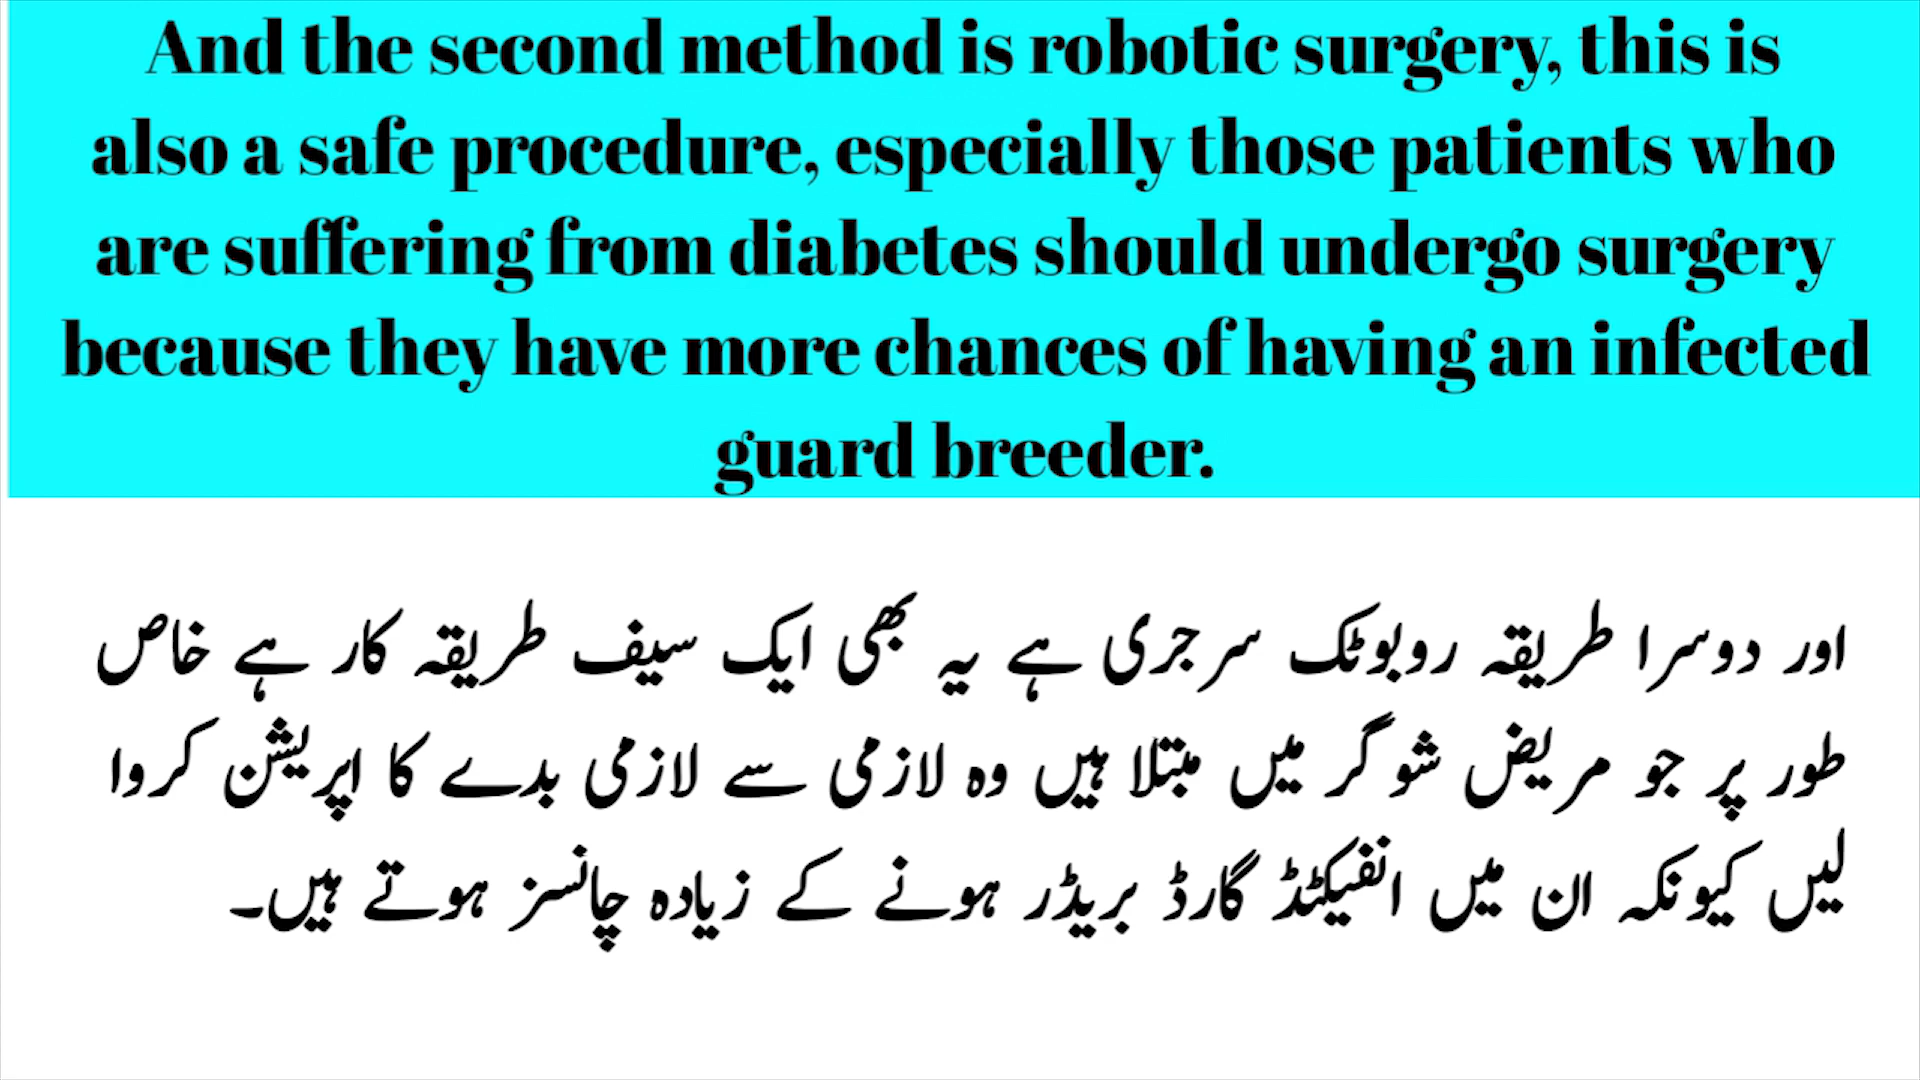 And the second method is robotic surgery, this is
also a safe procedure, especially those patients who
are suffering from diabetes should undergo surgery
because they have more chances of having an infected
guard breeder.
اور دوسرا طریقہ روبوٹک سرجری ہے یہ بھی ایک سیف طریقہ کار ہے خاص
طور پر جو مریض شوگر میں مبتلا ہیں وہ لازمی سے لازمی بدے کا اپریشن کروا
لیں کیونکہ ان میں انفیکٹڈ گارڈ بریڈر ہونے کے زیادہ چانسز ہوتے ہیں۔